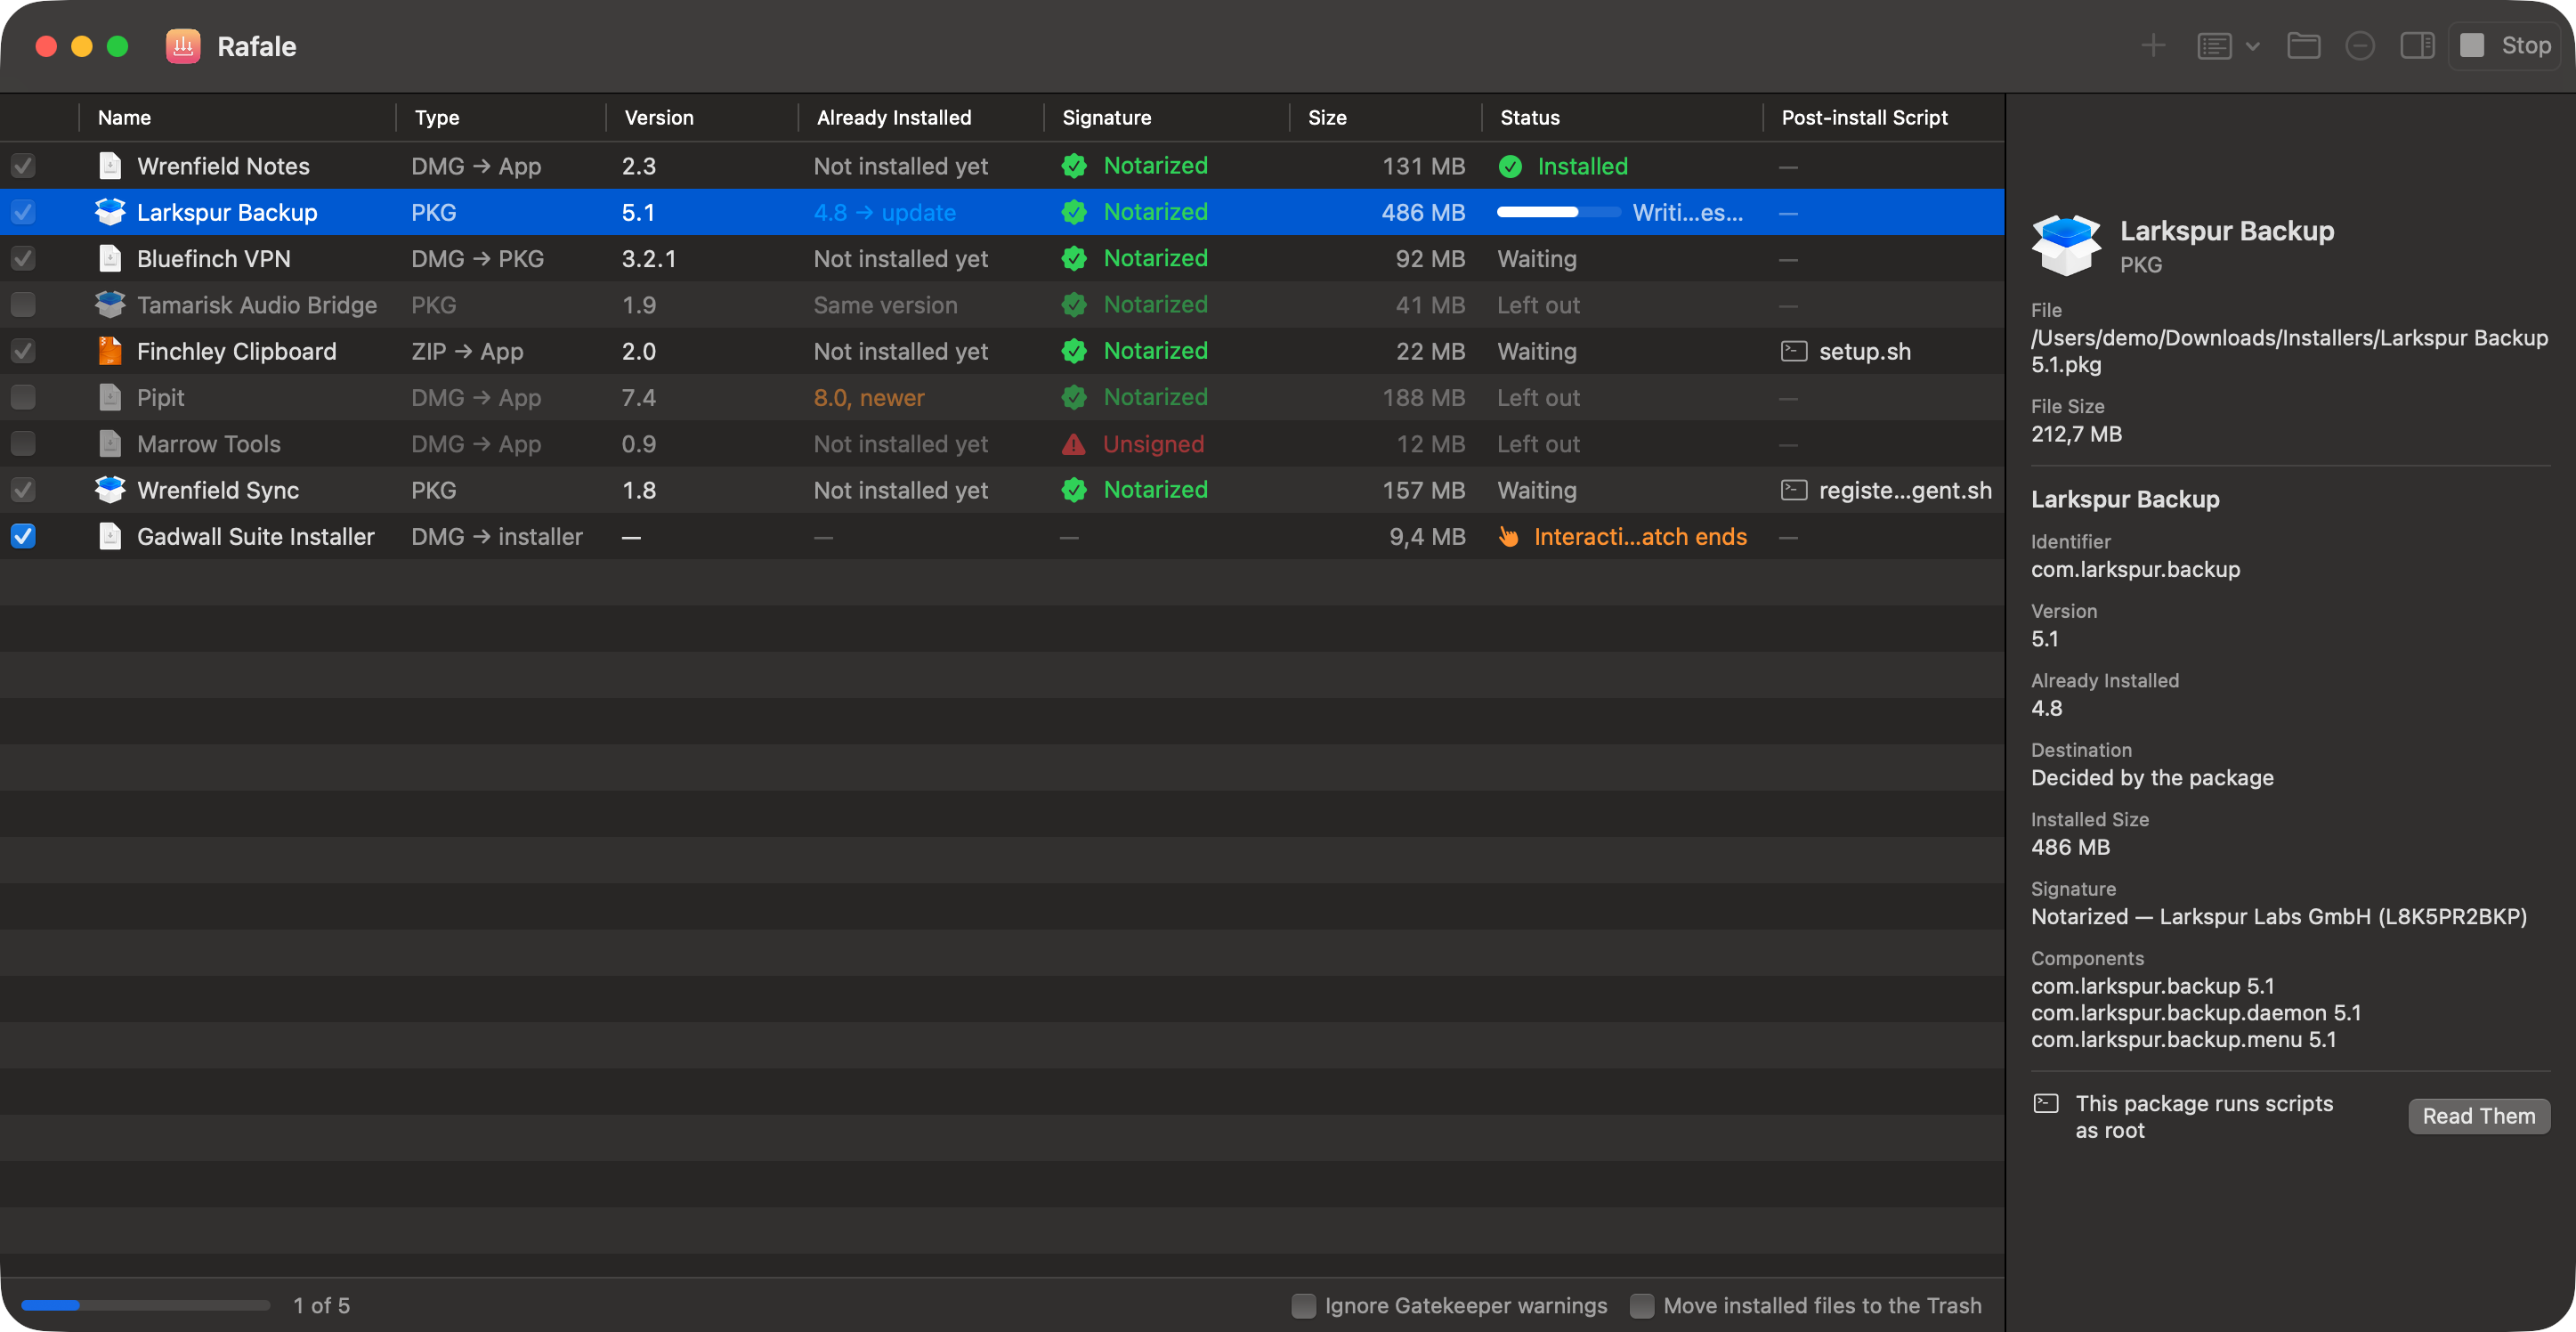 Rafale
Stop
Name Type Version Already Installed Signature Size Status Post-install Script
Wrenfield Notes DMG → App 2.3 Not installed yet Notarized 131 MB Installed —
Larkspur Backup PKG 5.1 4.8 → update Notarized 486 MB Writi...es... —
Bluefinch VPN DMG → PKG 3.2.1 Not installed yet Notarized 92 MB Waiting —
Tamarisk Audio Bridge PKG 1.9 Same version Notarized 41 MB Left out —
Finchley Clipboard ZIP → App 2.0 Not installed yet Notarized 22 MB Waiting setup.sh
Pipit DMG → App 7.4 8.0, newer Notarized 188 MB Left out —
Marrow Tools DMG → App 0.9 Not installed yet Unsigned 12 MB Left out —
Wrenfield Sync PKG 1.8 Not installed yet Notarized 157 MB Waiting registe...gent.sh
Gadwall Suite Installer DMG → installer — — — 9,4 MB Interacti...atch ends —
1 of 5
Ignore Gatekeeper warnings
Move installed files to the Trash
Larkspur Backup
PKG
File
/Users/demo/Downloads/Installers/Larkspur Backup
5.1.pkg
File Size
212,7 MB
Larkspur Backup
Identifier
com.larkspur.backup
Version
5.1
Already Installed
4.8
Destination
Decided by the package
Installed Size
486 MB
Signature
Notarized — Larkspur Labs GmbH (L8K5PR2BKP)
Components
com.larkspur.backup 5.1
com.larkspur.backup.daemon 5.1
com.larkspur.backup.menu 5.1
This package runs scripts
as root
Read Them